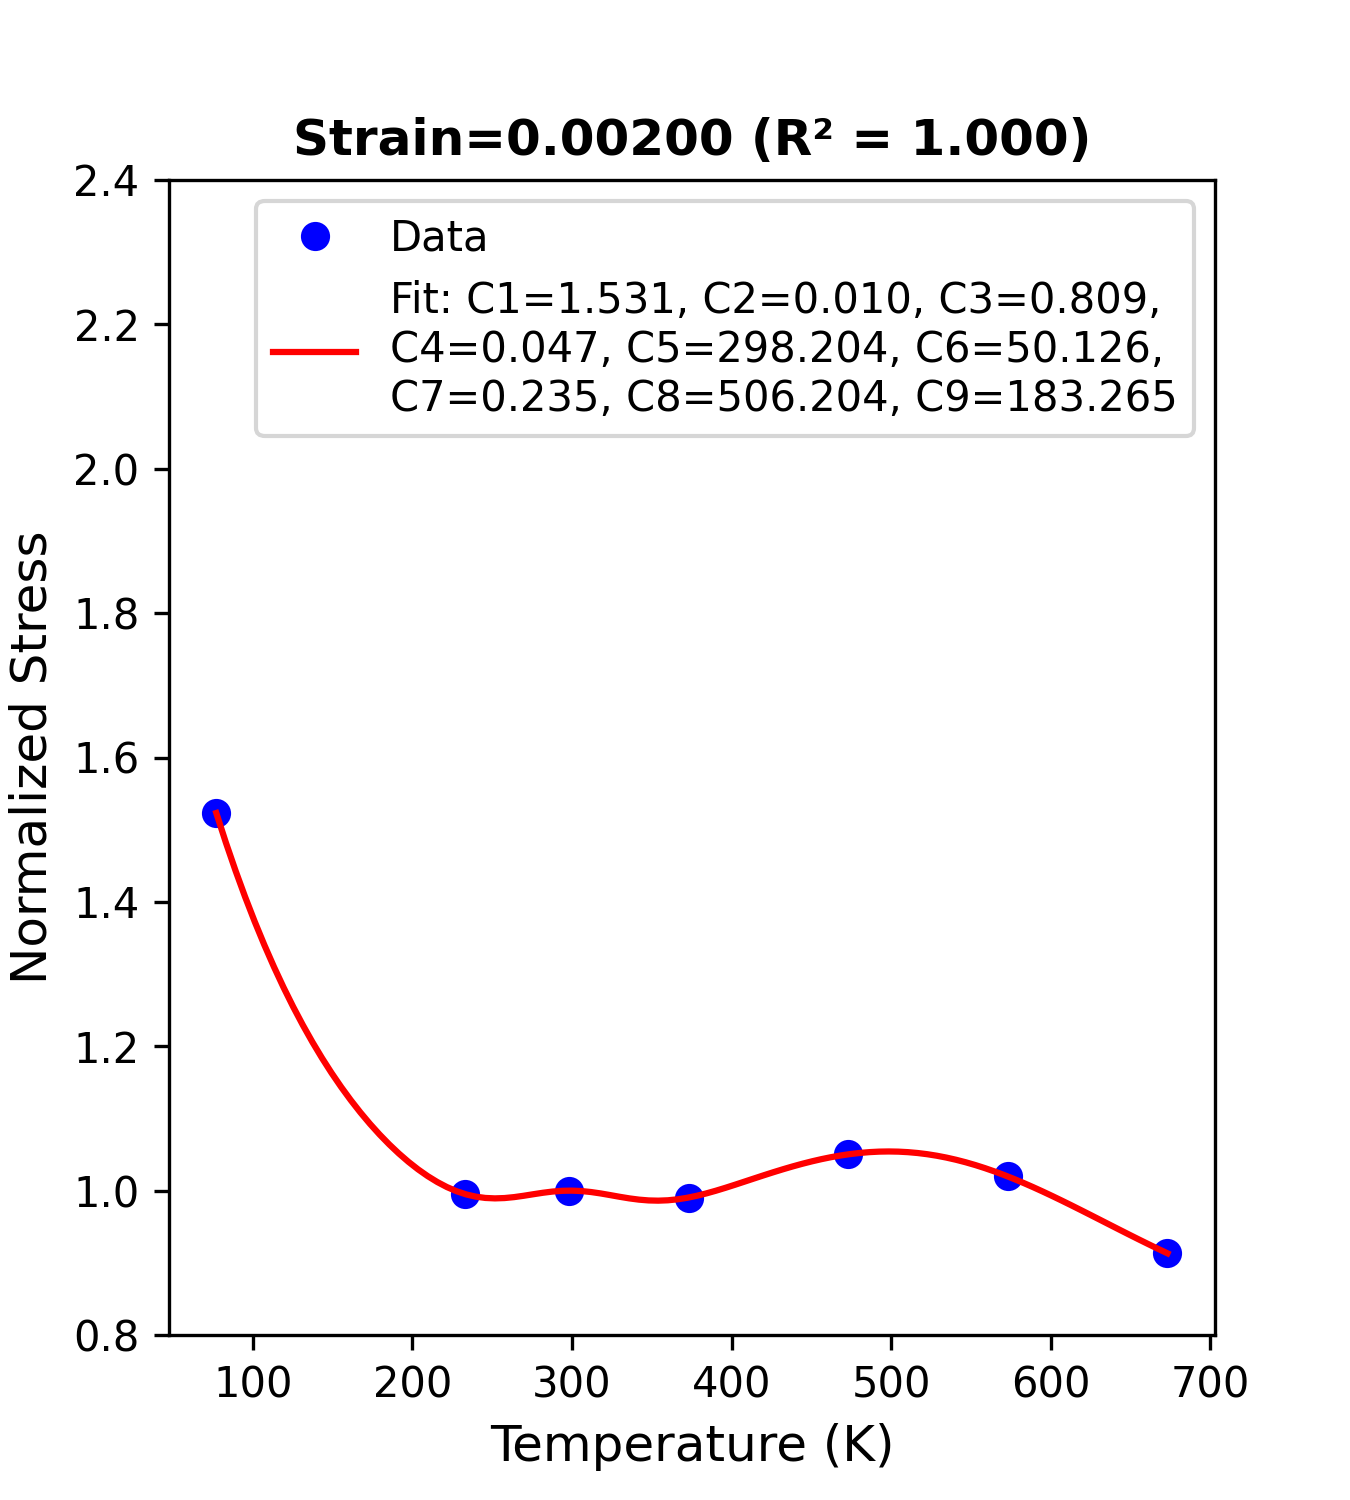 Strain=0.00200 (R² = 1.000)
Data
Fit: C1=1.531, C2=0.010, C3=0.809,
C4=0.047, C5=298.204, C6=50.126,
C7=0.235, C8=506.204, C9=183.265
2.4
2.2
2.0
1.8
1.6
1.4
1.2
1.0
0.8
Normalized Stress
100 200 300 400 500 600 700
Temperature (K)